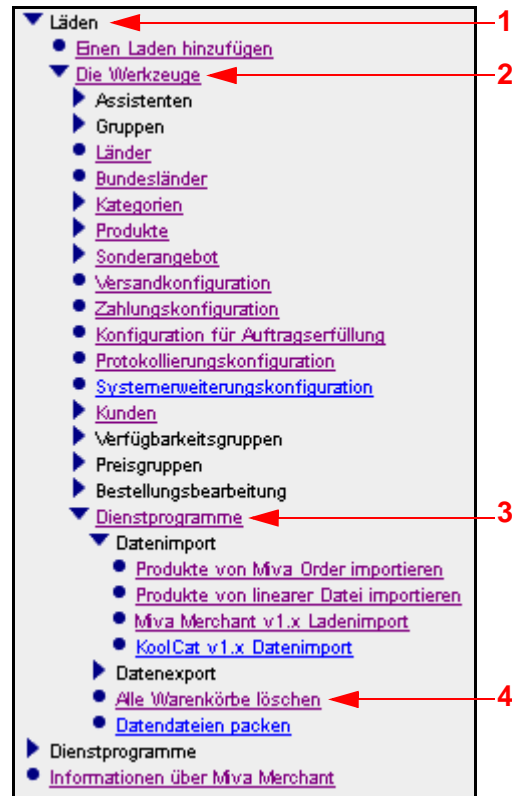 Läden 1
Einen Laden hinzufügen
Die Werkzeuge 2
Assistenten
Gruppen
Länder
Bundesländer
Kategorien
Produkte
Sonderangebot
Versandkonfiguration
Zahlungskonfiguration
Konfiguration für Auftragserfüllung
Protokollierungskonfiguration
Systemerweiterungskonfiguration
Kunden
Verfügbarkeitsgruppen
Preisgruppen
Bestellungsbearbeitung
Dienstprogramme 3
Datenimport
Produkte von Miva Order importieren
Produkte von linearer Datei importieren
Miva Merchant v1.x Ladenimport
KoolCat v1.x Datenimport
Datenexport
Alle Warenkörbe löschen 4
Datendateien packen
Dienstprogramme
Informationen über Miva Merchant